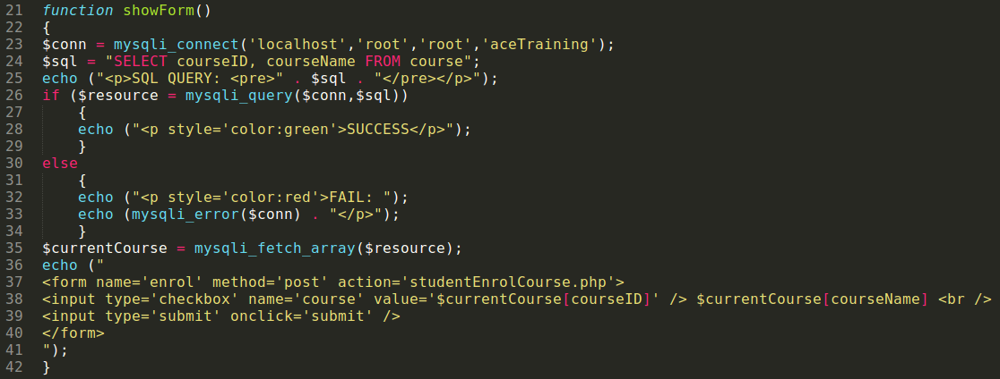 21 function showForm()
22 {
23 $conn = mysqli_connect('localhost','root','root','aceTraining');
24 $sql = "SELECT courseID, courseName FROM course";
25 echo ("<p>SQL QUERY: <pre>" . $sql . "</pre></p>");
26 if ($resource = mysqli_query($conn,$sql))
27     {
28     echo ("<p style='color:green'>SUCCESS</p>");
29     }
30 else
31     {
32     echo ("<p style='color:red'>FAIL: ");
33     echo (mysqli_error($conn) . "</p>");
34     }
35 $currentCourse = mysqli_fetch_array($resource);
36 echo ("
37 <form name='enrol' method='post' action='studentEnrolCourse.php'>
38 <input type='checkbox' name='course' value='$currentCourse[courseID]' /> $currentCourse[courseName] <br />
39 <input type='submit' onclick='submit' />
40 </form>
41 ");
42 }